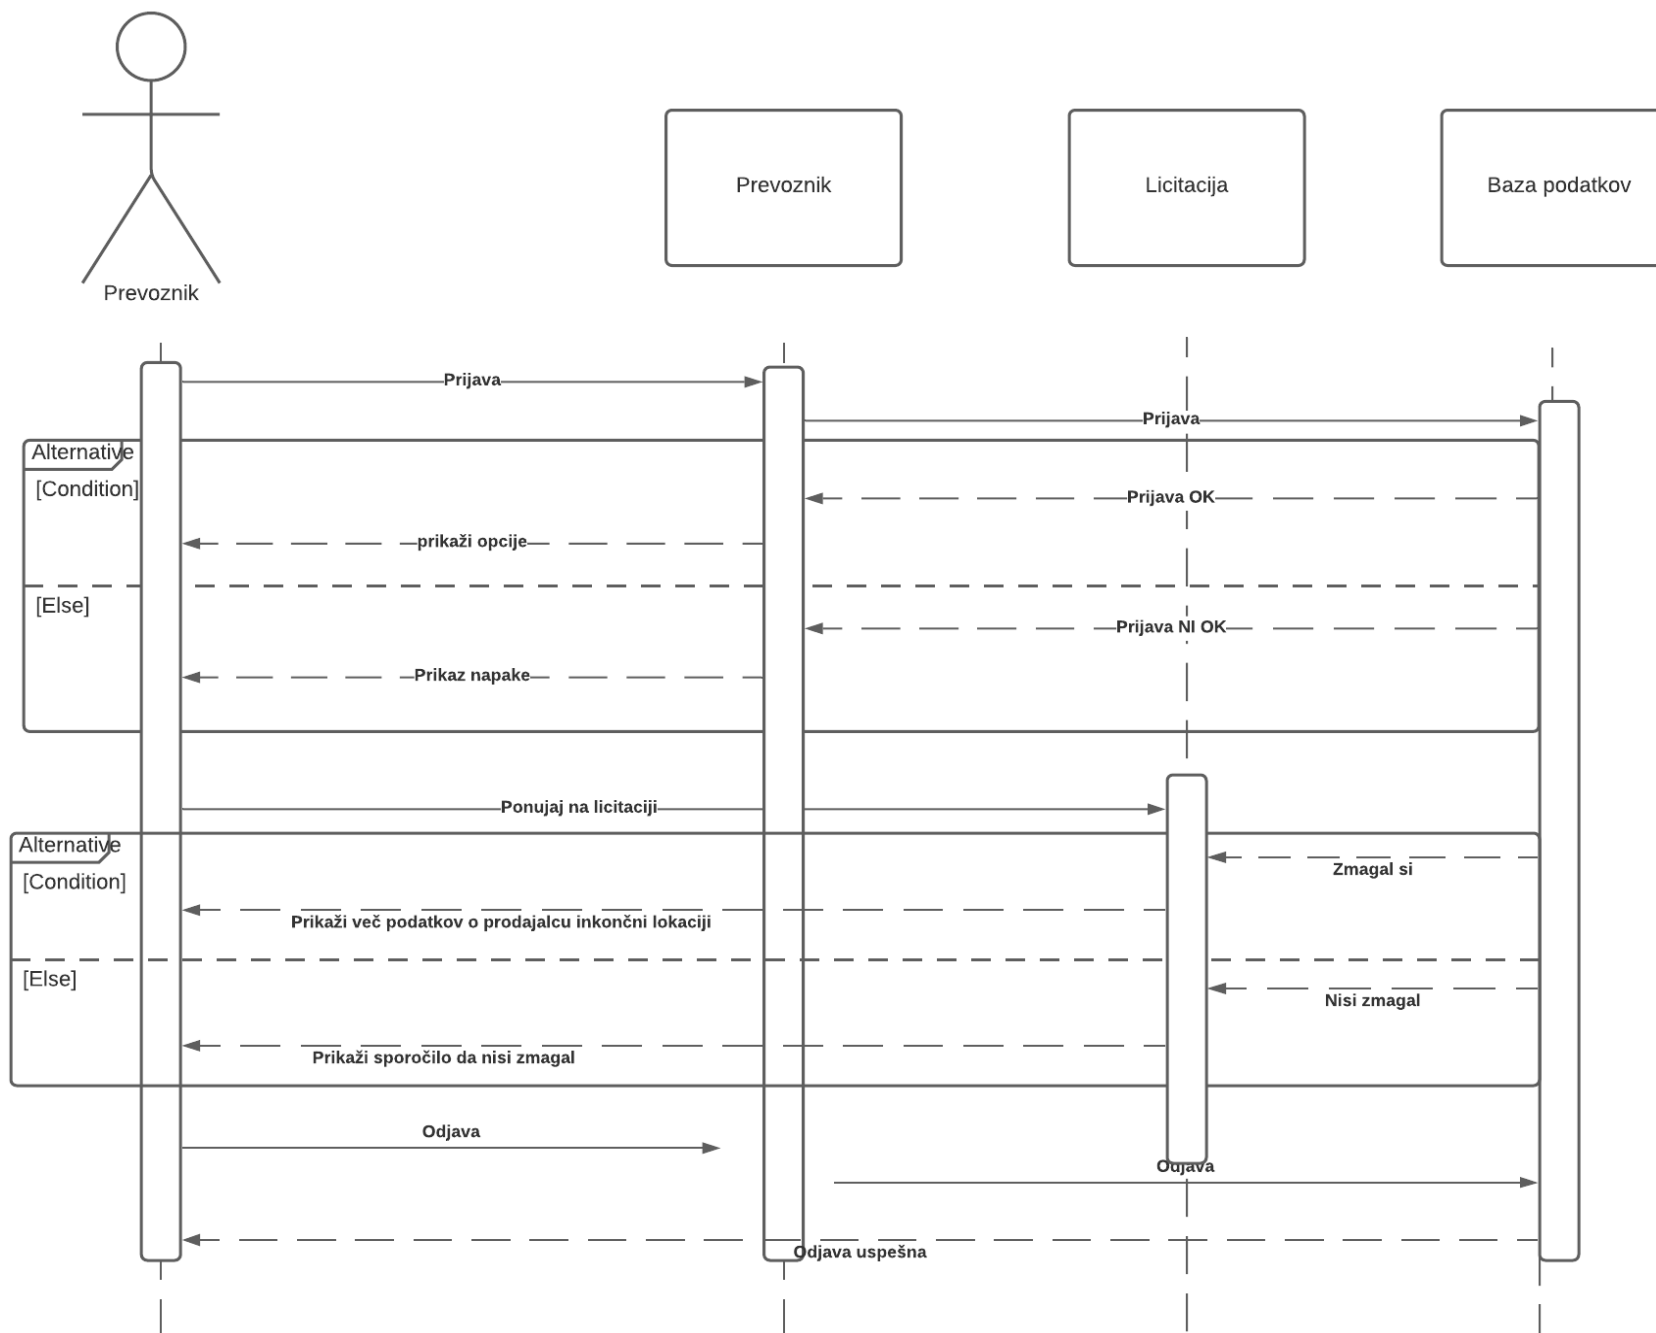 Prevoznik
Prevoznik
Licitacija
Baza podatkov
Prijava
Prijava
Alternative
[Condition]
Prijava OK
prikaži opcije
[Else]
Prijava NI OK
Prikaz napake
Ponujaj na licitaciji
Alternative
[Condition]
Zmagal si
Prikaži več podatkov o prodajalcu inkončni lokaciji
[Else]
Nisi zmagal
Prikaži sporočilo da nisi zmagal
Odjava
Odjava
Odjava uspešna